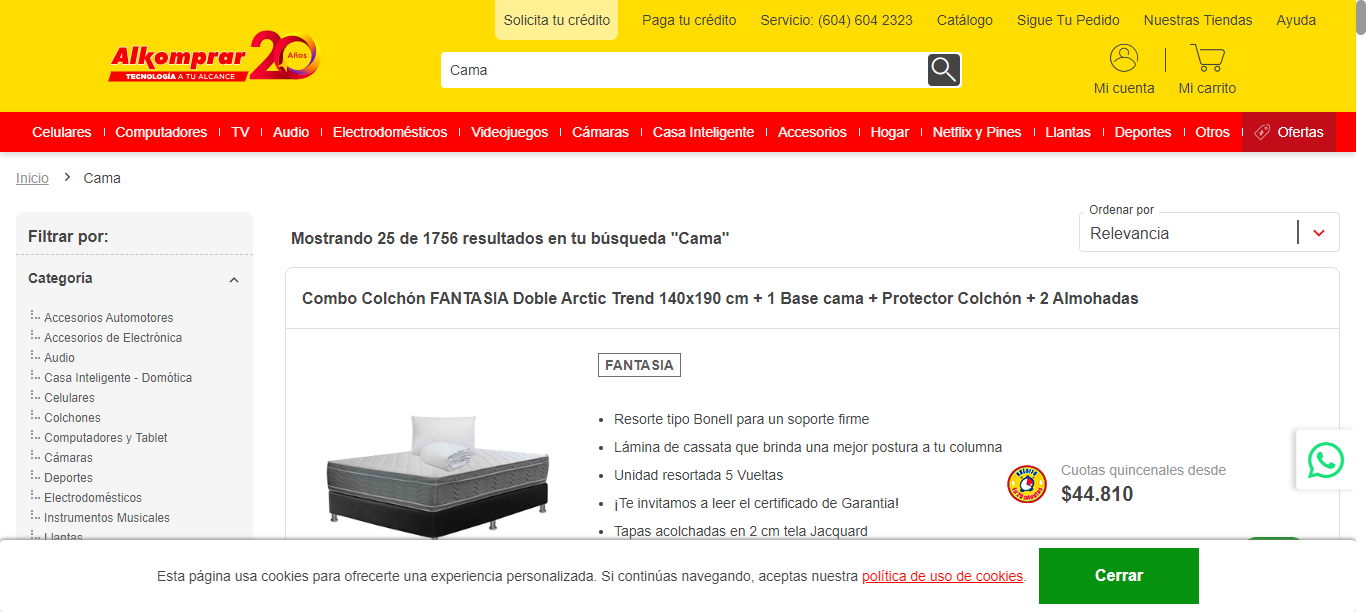 Solicita tu crédito
Paga tu crédito
Servicio: (604) 604 2323
Catálogo
Sigue Tu Pedido
Nuestras Tiendas
Ayuda
Alkomprar 20 Años
TECNOLOGÍA A TU ALCANCE
Cama
Mi cuenta
Mi carrito
Celulares
Computadores
TV
Audio
Electrodomésticos
Videojuegos
Cámaras
Casa Inteligente
Accesorios
Hogar
Netflix y Pines
Llantas
Deportes
Otros
Ofertas
Inicio
Cama
Filtrar por:
Categoría
Accesorios Automotores
Accesorios de Electrónica
Audio
Casa Inteligente - Domótica
Celulares
Colchones
Computadores y Tablet
Cámaras
Deportes
Electrodomésticos
Instrumentos Musicales
Llantas
Mostrando 25 de 1756 resultados en tu búsqueda "Cama"
Ordenar por
Relevancia
Combo Colchón FANTASIA Doble Arctic Trend 140x190 cm + 1 Base cama + Protector Colchón + 2 Almohadas
FANTASIA
Resorte tipo Bonell para un soporte firme
Lámina de cassata que brinda una mejor postura a tu columna
Unidad resortada 5 Vueltas
¡Te invitamos a leer el certificado de Garantia!
Tapas acolchadas en 2 cm tela Jacquard
Cuotas quincenales desde
$44.810
Esta página usa cookies para ofrecerte una experiencia personalizada. Si continúas navegando, aceptas nuestra política de uso de cookies.
Cerrar